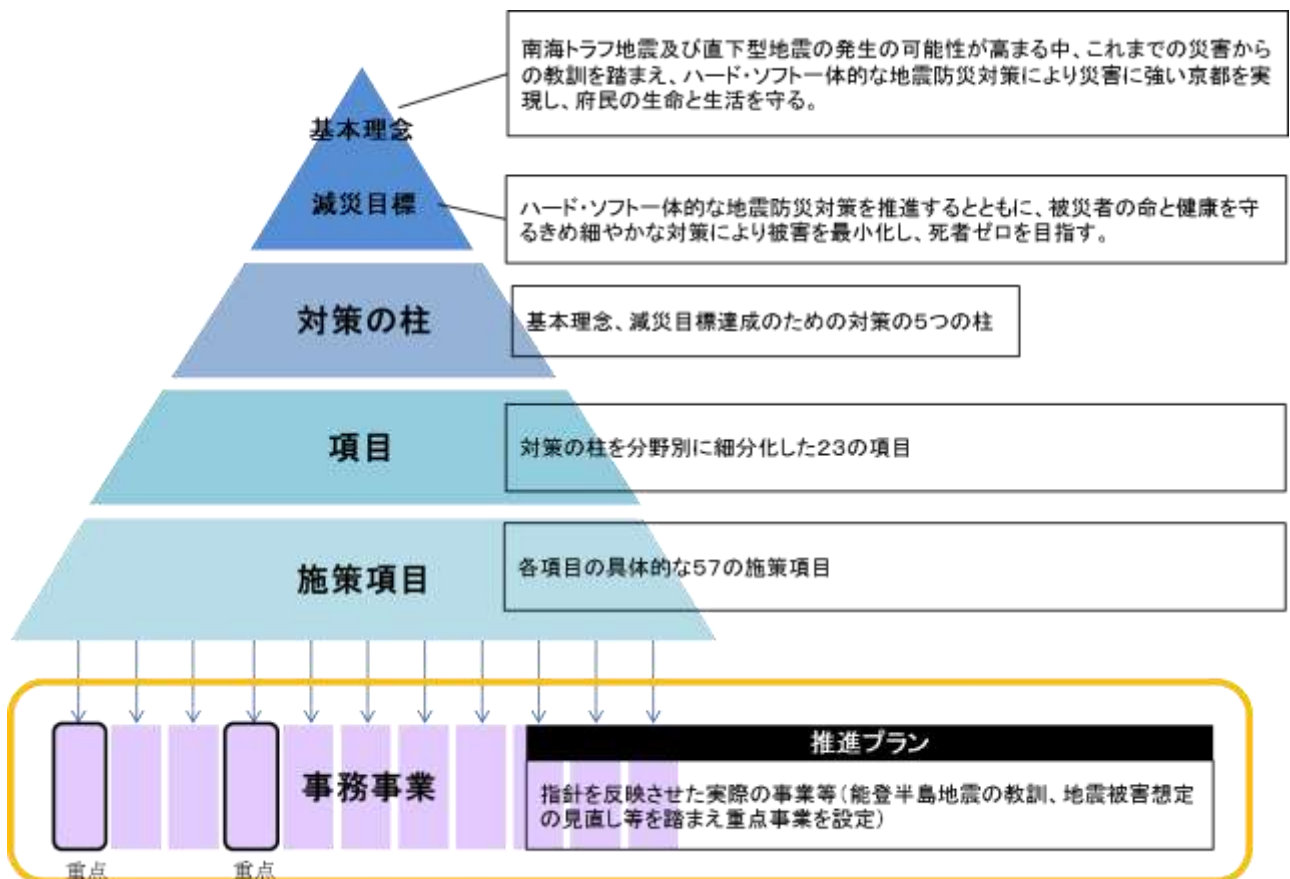 南海トラフ地震及び直下型地震の発生の可能性が高まる中、これまでの災害から
の教訓を踏まえ、ハード・ソフト一体的な地震防災対策により災害に強い京都を実
現し、府民の生命と生活を守る。
基本理念
減災目標
ハード・ソフト一体的な地震防災対策を推進するとともに、被災者の命と健康を守
るきめ細やかな対策により被害を最小化し、死者ゼロを目指す。
対策の柱
基本理念、減災目標達成のための対策の5つの柱
項目
対策の柱を分野別に細分化した23の項目
施策項目
各項目の具体的な57の施策項目
推進プラン
事務事業
指針を反映させた実際の事業等(能登半島地震の教訓、地震被害想定
の見直し等を踏まえ重点事業を設定)
重点
重点